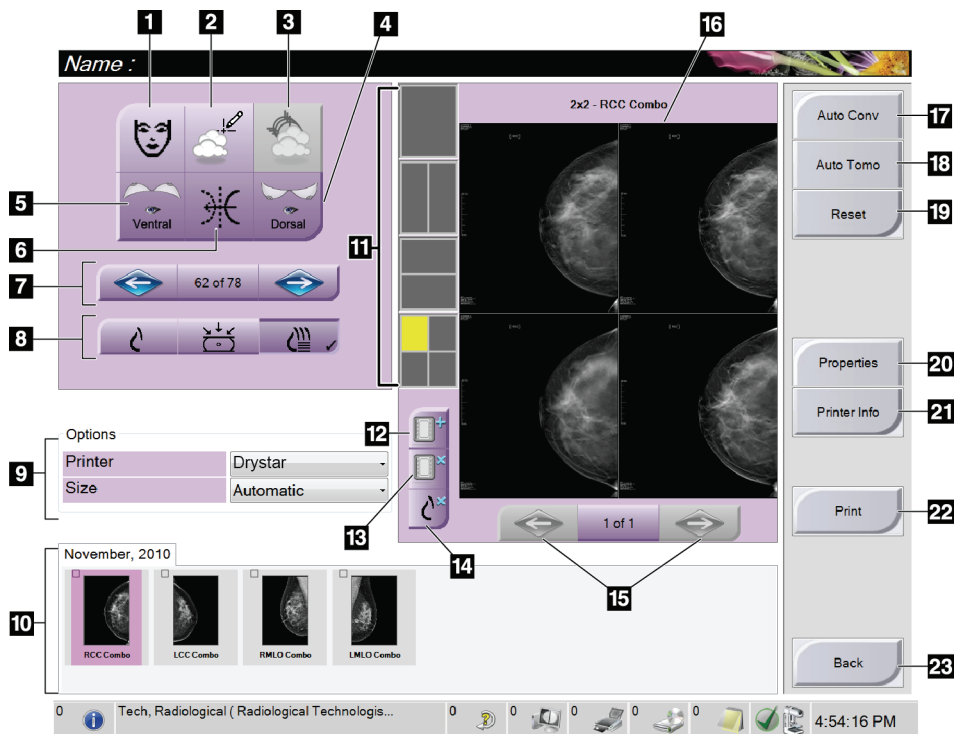 1
2
3
4
16
Name :
2x2 - RCC Combo
Auto Conv
17
Auto Tomo
18
Reset
19
5
Ventral
Dorsal
6
11
7
62 of 78
8
Properties
20
Printer Info
21
12
Options
9
Printer
Drystar
Size
Automatic
13
14
1 of 1
15
Print
22
November, 2010
10
RCC Combo
LCC Combo
RMLO Combo
LMLO Combo
Back
23
0
Tech, Radiological ( Radiological Technologis...
0
0
0
0
0
4:54:16 PM